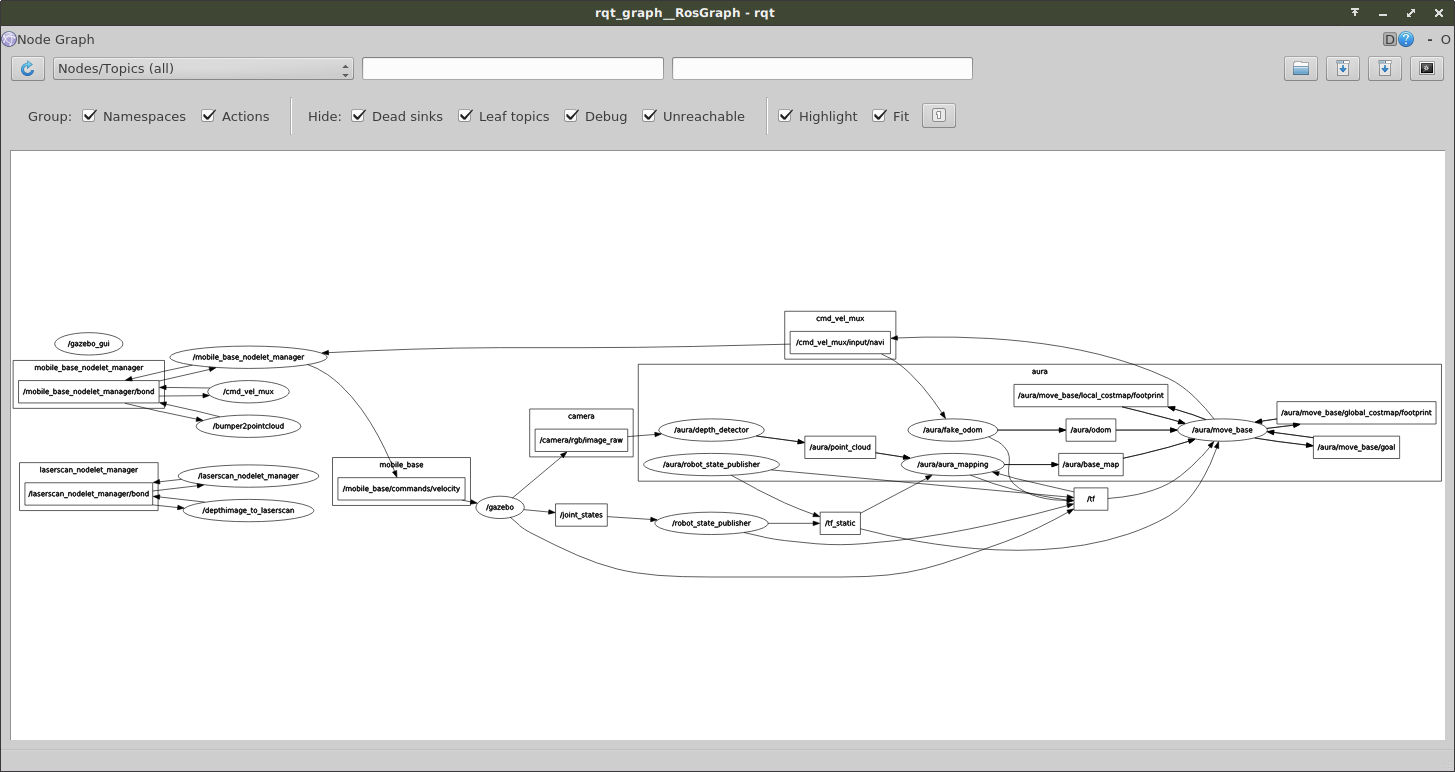 rqt_graph__RosGraph - rqt
Node Graph
D ? - O
Nodes/Topics (all)
Group: Namespaces Actions Hide: Dead sinks Leaf topics Debug Unreachable Highlight Fit
cmd_vel_mux
/cmd_vel_mux/input/navi
/gazebo_gui
/mobile_base_nodelet_manager
mobile_base_nodelet_manager
/mobile_base_nodelet_manager/bond
/cmd_vel_mux
/bumper2pointcloud
aura
/aura/move_base/local_costmap/footprint
/aura/move_base/global_costmap/footprint
camera
/camera/rgb/image_raw
/aura/depth_detector
/aura/fake_odom
/aura/odom
/aura/move_base
/aura/point_cloud
/aura/move_base/goal
/aura/robot_state_publisher
/aura/aura_mapping
/aura/base_map
laserscan_nodelet_manager
/laserscan_nodelet_manager
/laserscan_nodelet_manager/bond
/depthimage_to_laserscan
mobile_base
/mobile_base/commands/velocity
/gazebo
/joint_states
/robot_state_publisher
/tf_static
/tf